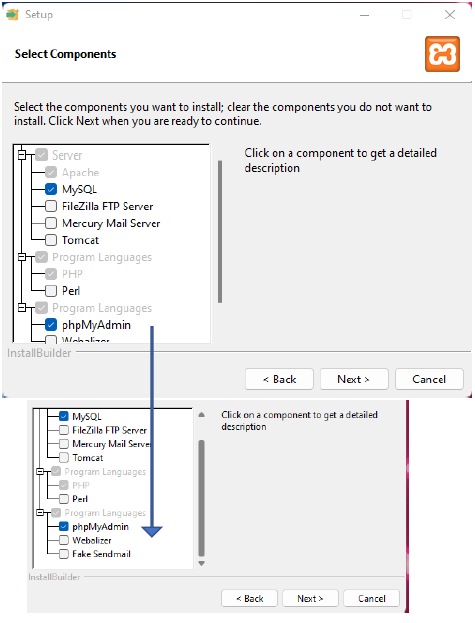 Setup
Select Components
Select the components you want to install; clear the components you do not want to
install. Click Next when you are ready to continue.
Server
Apache
MySQL
FileZilla FTP Server
Mercury Mail Server
Tomcat
Program Languages
PHP
Perl
Program Languages
phpMyAdmin
Webalizer
Click on a component to get a detailed
description
InstallBuilder
< Back
Next >
Cancel
MySQL
FileZilla FTP Server
Mercury Mail Server
Tomcat
Program Languages
PHP
Perl
Program Languages
phpMyAdmin
Webalizer
Fake Sendmail
Click on a component to get a detailed
description
InstallBuilder
< Back
Next >
Cancel